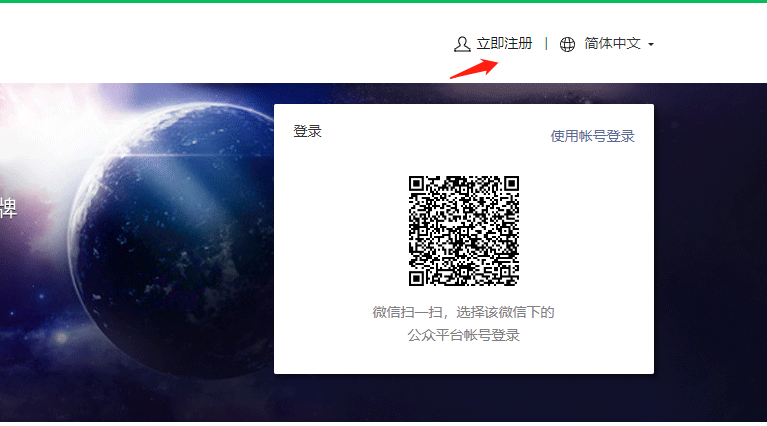 立即注册 | 简体中文
登录
使用帐号登录
牌
微信扫一扫，选择该微信下的
公众平台帐号登录